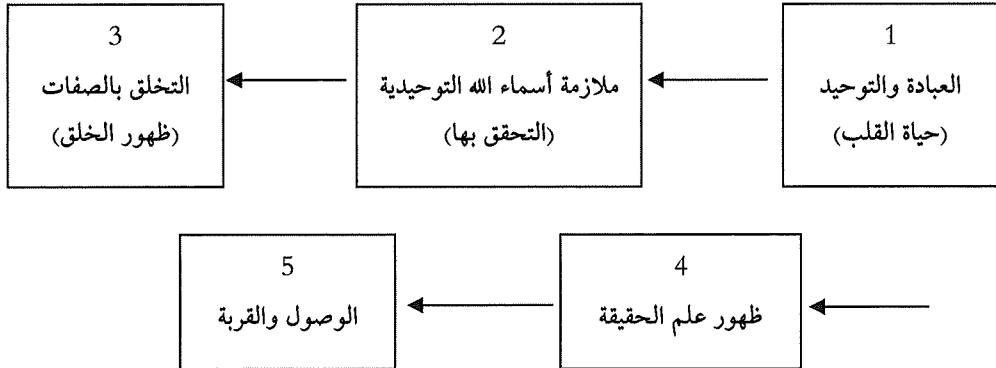 1
العبادة والتوحيد
(حياة القلب)
2
ملازمة أسماء الله التوحيدية
(التحقق بها)
3
التخلق بالصفات
(ظهور الخلق)
4
ظهور علم الحقيقة
5
الوصول والقربة